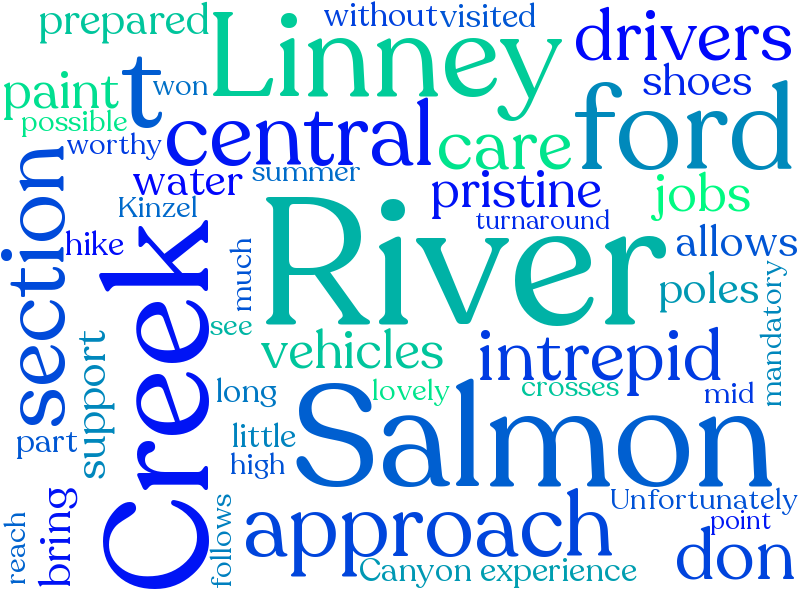 prepared
Linney
without
visited
drivers
paint
t
won
shoes
possible
central
care
ford
worthy
water
summer
pristine
jobs
Kinzel
turnaround
section
hike
Creek
much
River
allows
see
poles
mandatory
support
vehicles
intrepid
long
lovely
crosses
mid
part
little
Salmon
high
reach
bring
follows
approach
Unfortunately
point
don
Canyon experience